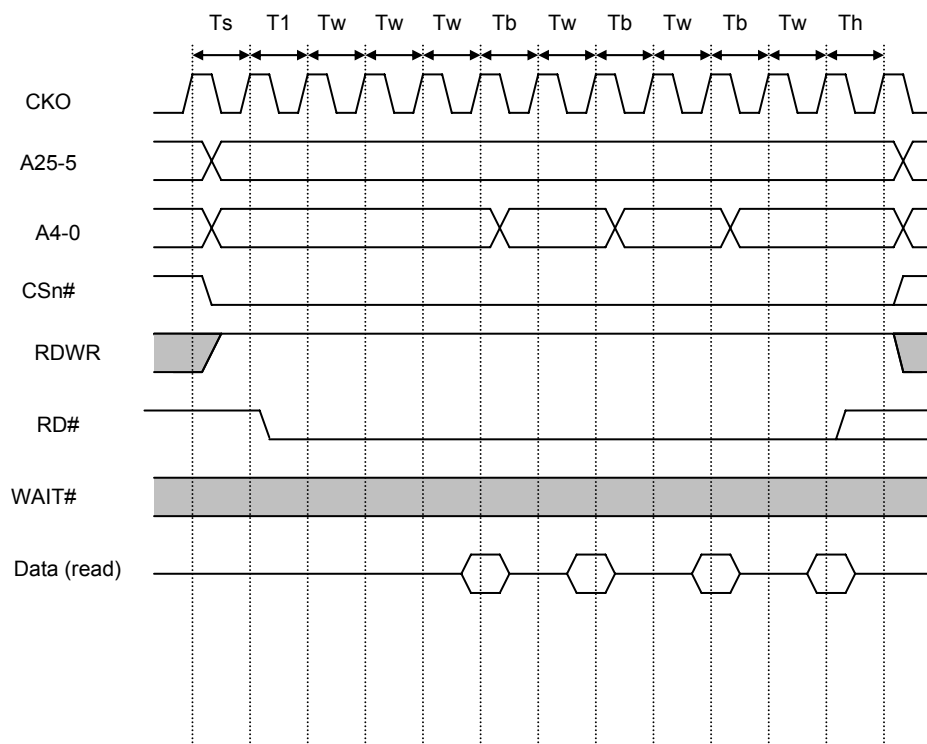 Ts T1 Tw Tw Tw Tb Tw Tb Tw Tb Tw Th
CKO
A25-5
A4-0
CSn#
RDWR
RD#
WAIT#
Data (read)